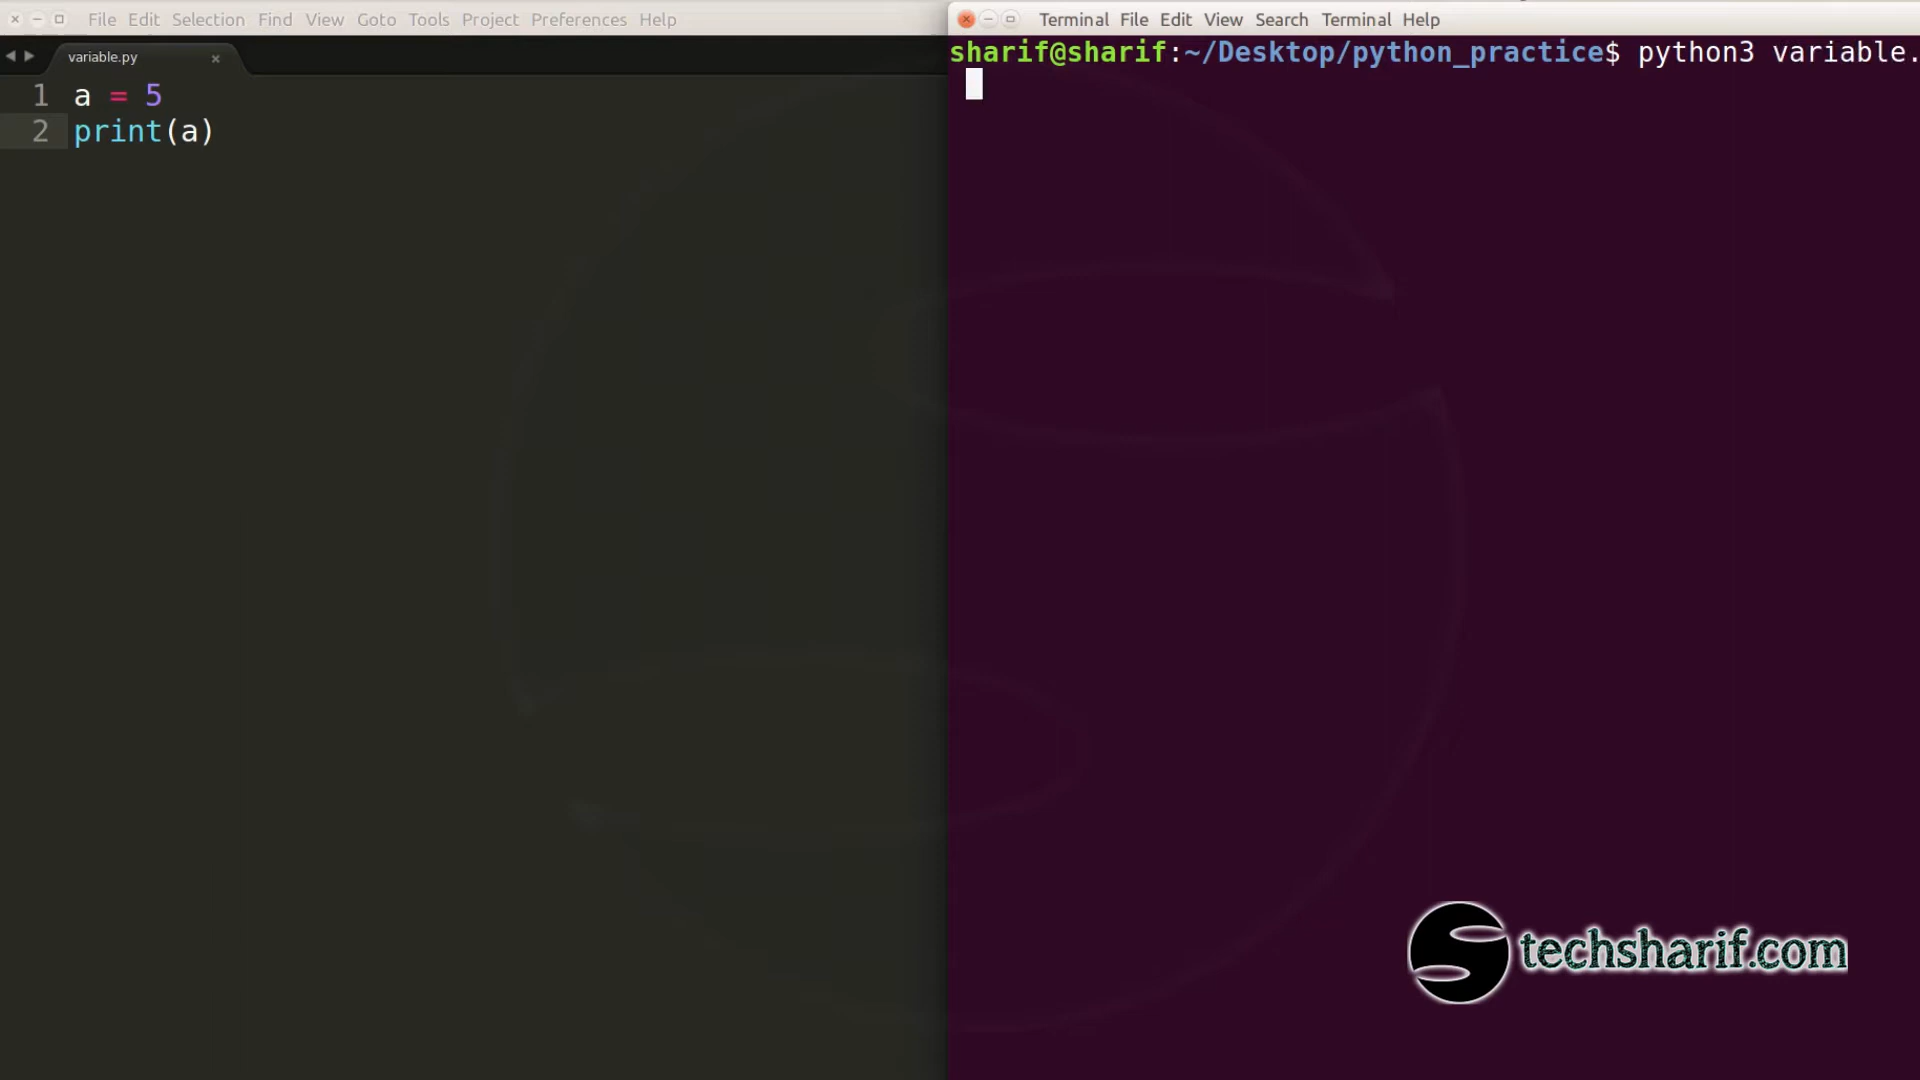 File Edit Selection Find View Goto Tools Project Preferences Help
variable.py
1 a = 5
2 print(a)
Terminal File Edit View Search Terminal Help
sharif@sharif:~/Desktop/python_practice$ python3 variable.
techsharif.com